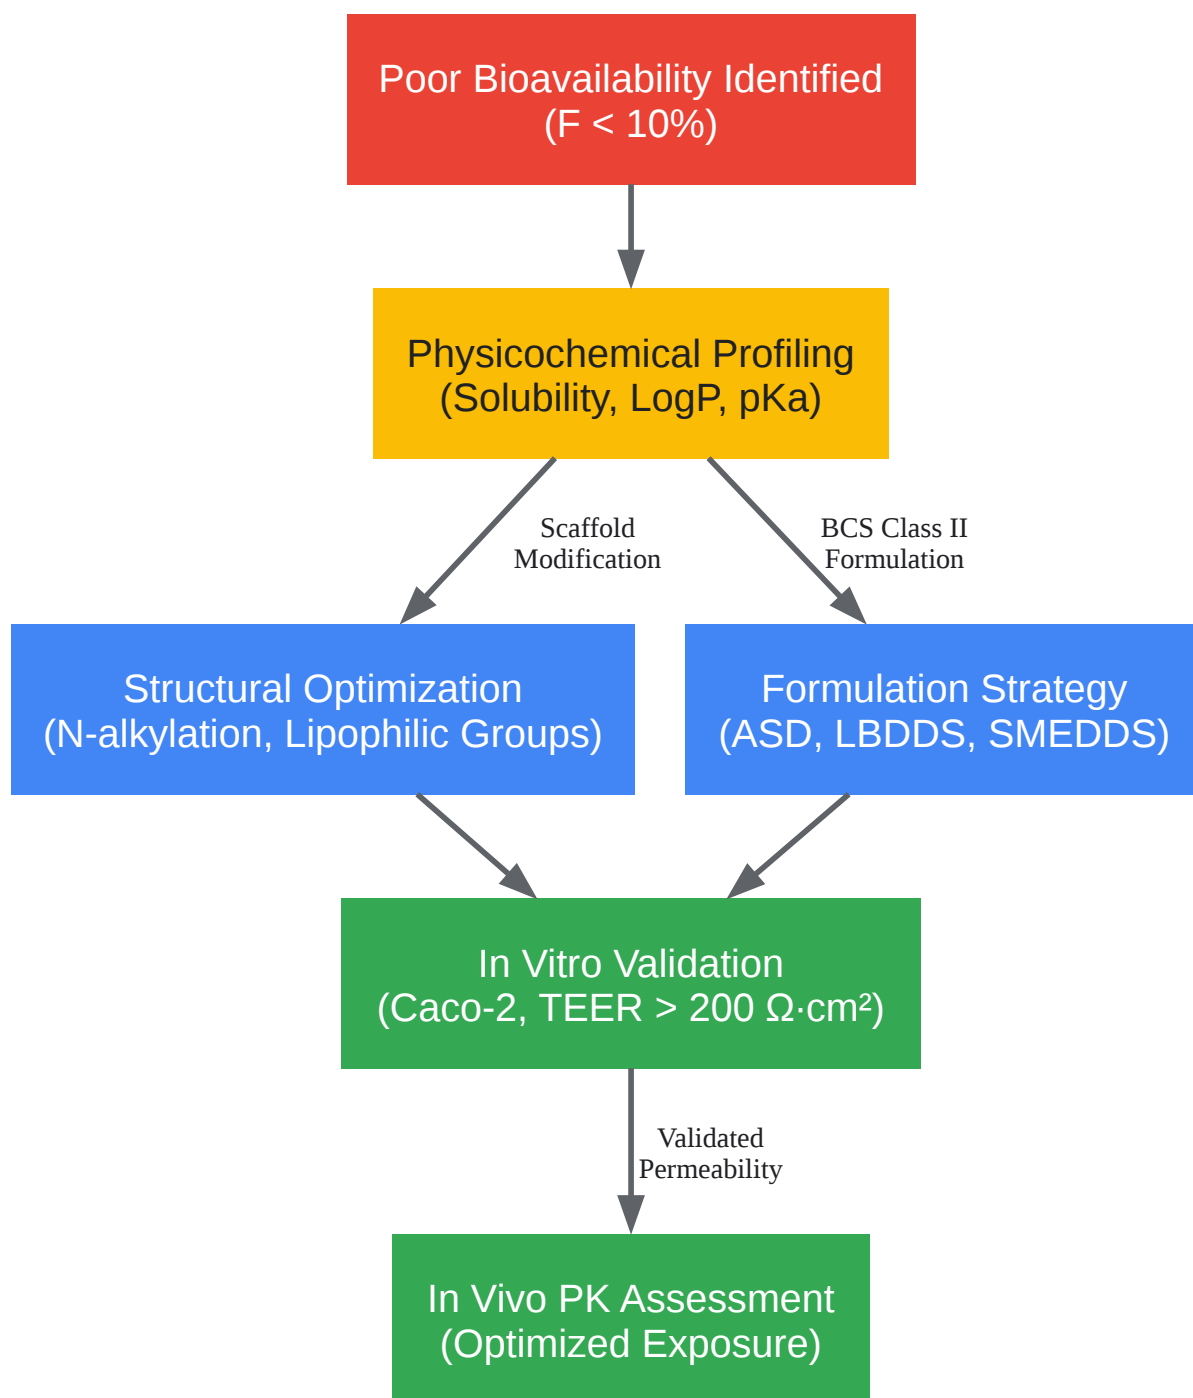 Poor Bioavailability Identified
(F < 10%)
Physicochemical Profiling
(Solubility, LogP, pKa)
Scaffold
Modification
BCS Class II
Formulation
Structural Optimization
(N-alkylation, Lipophilic Groups)
Formulation Strategy
(ASD, LBDDS, SMEDDS)
In Vitro Validation
(Caco-2, TEER > 200 Ω·cm²)
Validated
Permeability
In Vivo PK Assessment
(Optimized Exposure)